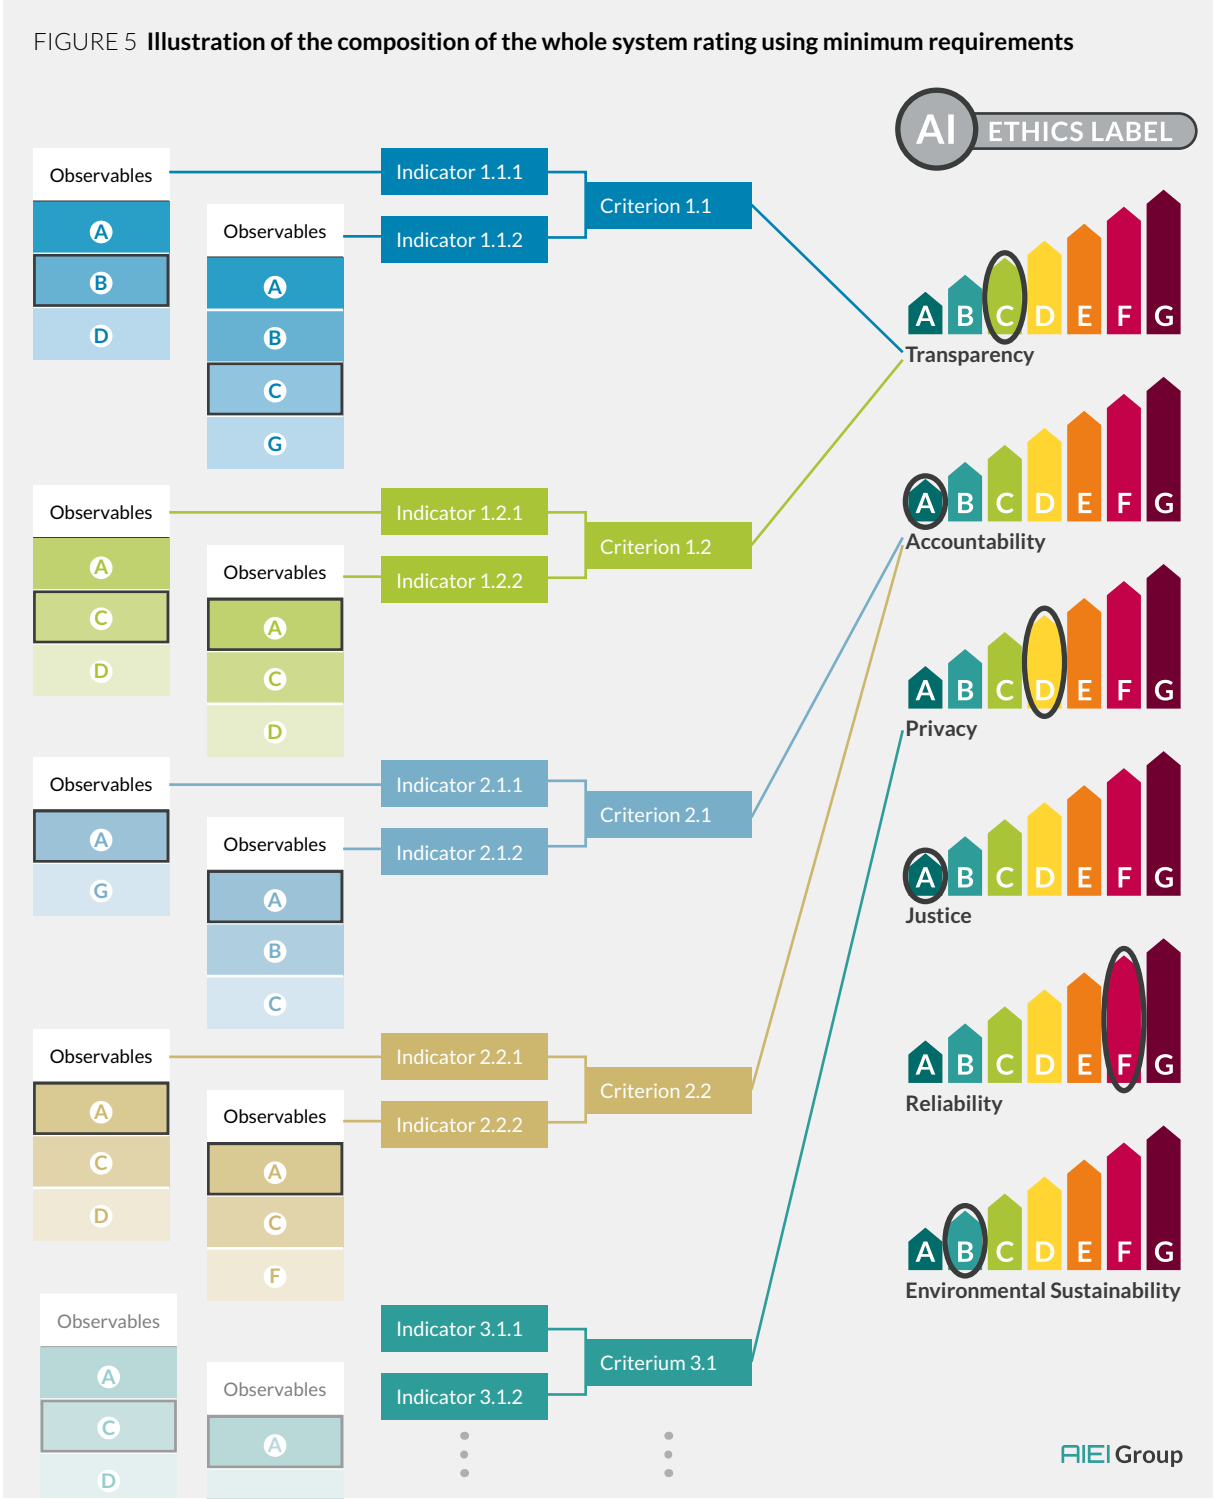 FIGURE 5 Illustration of the composition of the whole system rating using minimum requirements
AI ETHICS LABEL
Observables
A
B
D
Observables
A
B
C
G
Indicator 1.1.1
Indicator 1.1.2
Criterion 1.1
Observables
A
C
D
Observables
A
C
D
Indicator 1.2.1
Indicator 1.2.2
Criterion 1.2
Observables
A
G
Observables
A
B
C
Indicator 2.1.1
Indicator 2.1.2
Criterion 2.1
Observables
A
C
D
Observables
A
C
F
Indicator 2.2.1
Indicator 2.2.2
Criterion 2.2
Observables
A
C
D
Observables
A
Indicator 3.1.1
Indicator 3.1.2
Criterium 3.1
A B C D E F G
Transparency
A B C D E F G
Accountability
A B C D E F G
Privacy
A B C D E F G
Justice
A B C D E F G
Reliability
A B C D E F G
Environmental Sustainability
AIEI Group